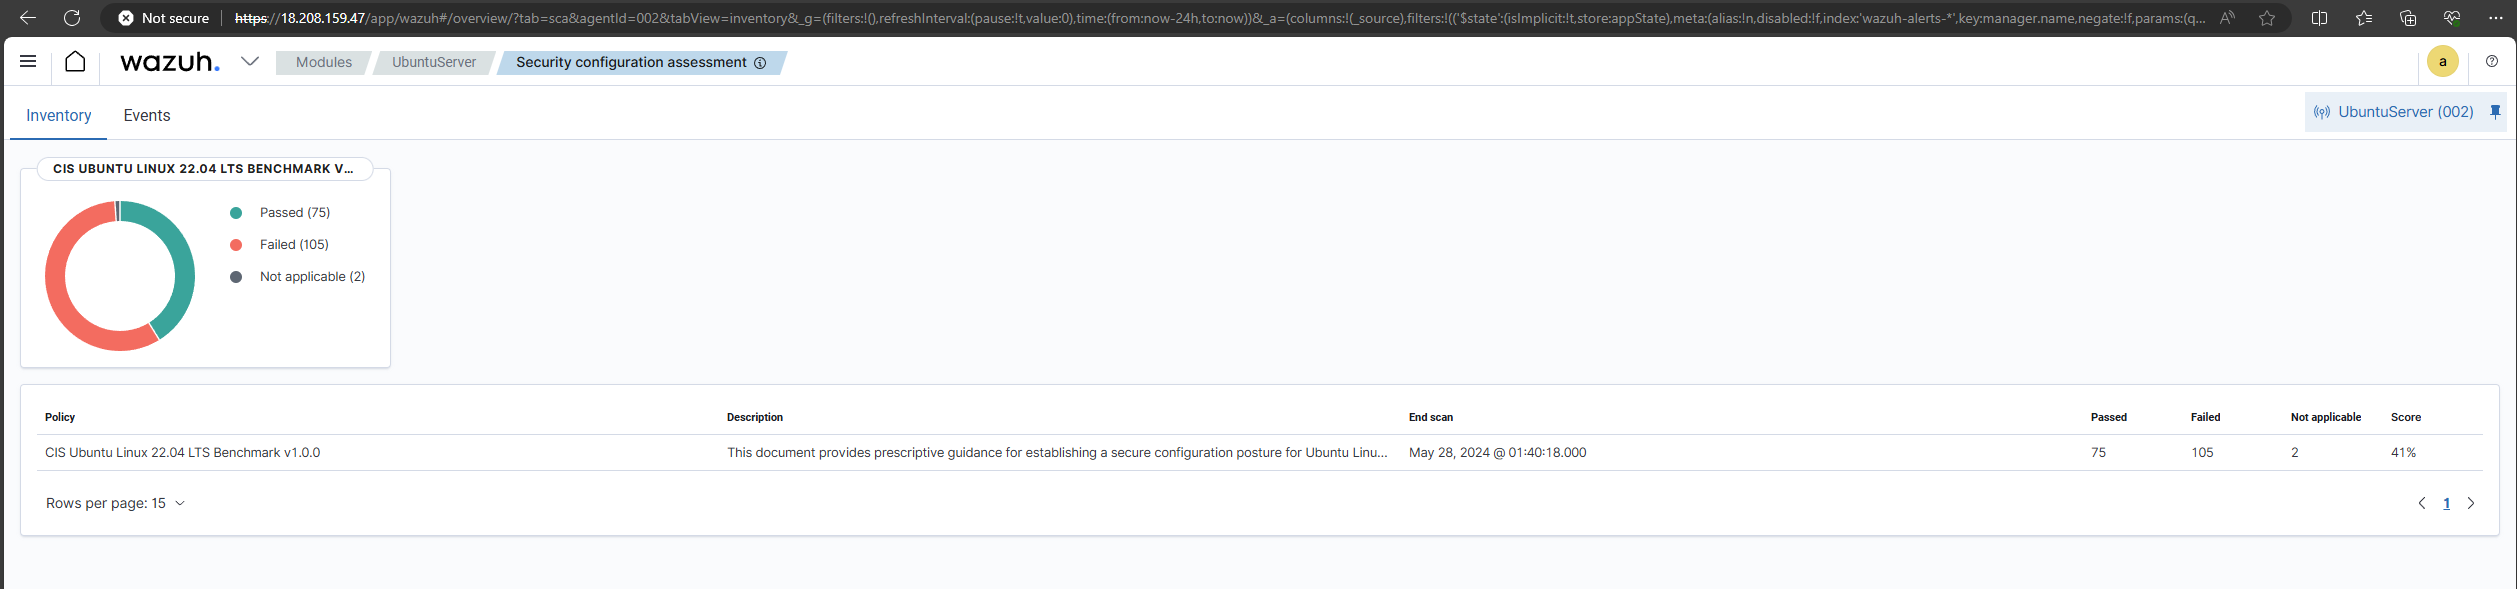 Not secure https://18.208.159.47/app/wazuh#/overview/?tab=sca&agentId=002&tabView=inventory&_g=(filters:!(),refreshInterval:(pause:!t,value:0),time:(from:now-24h,to:now))&_a=(columns:!(_source),filters:!(('$state':(isImplicit:!t,store:appState),meta:(alias:!n,disabled:!f,index:'wazuh-alerts-*',key:manager.name,negate:!f,params:(q...
wazuh. Modules UbuntuServer Security configuration assessment a
Inventory Events UbuntuServer (002)
CIS UBUNTU LINUX 22.04 LTS BENCHMARK V...
Passed (75)
Failed (105)
Not applicable (2)
Policy Description End scan Passed Failed Not applicable Score
CIS Ubuntu Linux 22.04 LTS Benchmark v1.0.0 This document provides prescriptive guidance for establishing a secure configuration posture for Ubuntu Linu... May 28, 2024 @ 01:40:18.000 75 105 2 41%
Rows per page: 15 1